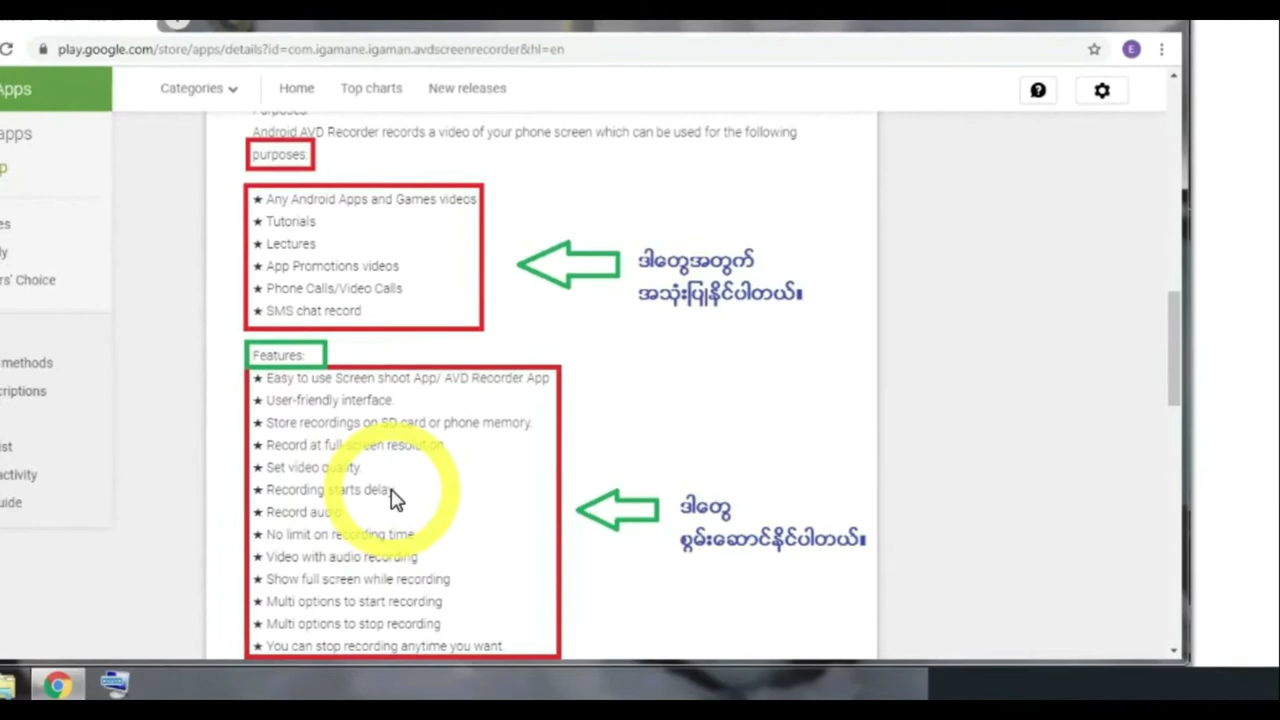 play.google.com/store/apps/details?id=com.igamane.igaman.avdscreenrecorder&hl=en
E
Apps
Categories
Home
Top charts
New releases
apps
Purposes:
Android AVD Recorder records a video of your phone screen which can be used for the following
purposes:
★ Any Android Apps and Games videos
★ Tutorials
★ Lectures
★ App Promotions videos
★ Phone Calls/Video Calls
★ SMS chat record
ဒါတွေအတွက်
အသုံးပြုနိုင်ပါတယ်။
rs' Choice
methods
Features:
★ Easy to use Screen shoot App/ AVD Recorder App
★ User-friendly interface.
★ Store recordings on SD card or phone memory.
★ Record at full-screen resolution
★ Set video quality.
★ Recording starts delay
★ Record audio
★ No limit on recording time
★ Video with audio recording
★ Show full screen while recording
★ Multi options to start recording
★ Multi options to stop recording
★ You can stop recording anytime you want.
ဒါတွေ
စွမ်းဆောင်နိုင်ပါတယ်။